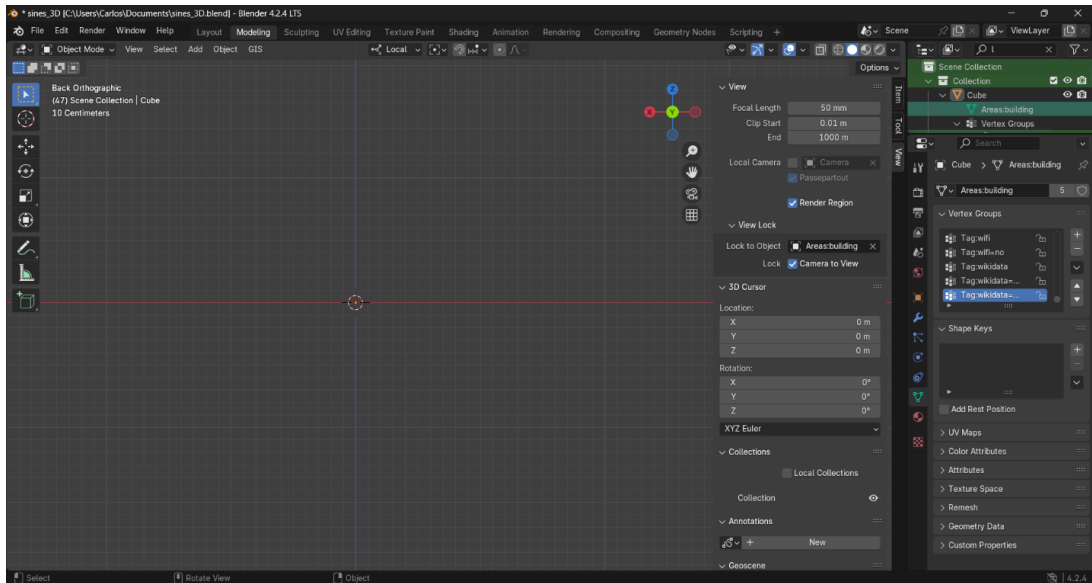 * sines_3D [C:\Users\Carlos\Documents\sines_3D.blend] - Blender 4.2.4 LTS
File Edit Render Window Help Layout Modeling Sculpting UV Editing Texture Paint Shading Animation Rendering Compositing Geometry Nodes Scripting + Scene ViewLayer
Object Mode View Select Add Object GIS Local
Options
Back Orthographic
(47) Scene Collection | Cube
10 Centimeters
Z
X
Y
View
Focal Length 50 mm
Clip Start 0.01 m
End 1000 m
Local Camera Camera
Passepartout
Render Region
View Lock
Lock to Object Areas:building
Lock Camera to View
3D Cursor
Location:
X 0 m
Y 0 m
Z 0 m
Rotation:
X 0°
Y 0°
Z 0°
XYZ Euler
Collections
Local Collections
Collection
Annotations
New
Geoscene
Item
Tool
View
Scene Collection
Collection
Cube
Areas:building
Vertex Groups
Search
Cube > Areas:building
Areas:building 5
Vertex Groups
Tag:wifi
Tag:wifi=no
Tag:wikidata
Tag:wikidata=...
Tag:wikidata=...
Shape Keys
Add Rest Position
UV Maps
Color Attributes
Attributes
Texture Space
Remesh
Geometry Data
Custom Properties
Select Rotate View Object 4.2.4